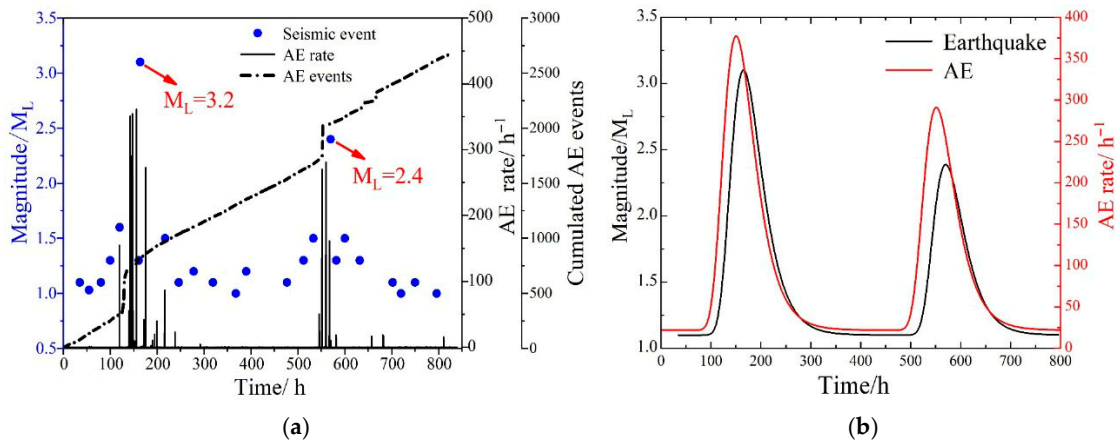 3.5
3.0
2.5
2.0
1.5
1.0
0.5
Magnitude/M_L
Seismic event
AE rate
AE events
M_L=3.2
M_L=2.4
0 100 200 300 400 500 600 700 800
Time/ h
500
400
300
200
100
0
AE rate/ h⁻¹
3000
2500
2000
1500
1000
500
0
Cumulated AE events
(a)
3.5
3.0
2.5
2.0
1.5
1.0
Magnitude/M_L
Earthquake
AE
0 100 200 300 400 500 600 700 800
Time/h
400
350
300
250
200
150
100
50
0
AE rate/ h⁻¹
(b)